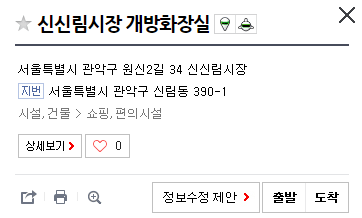 신신림시장 개방화장실
서울특별시 관악구 원신2길 34 신신림시장
지번 서울특별시 관악구 신림동 390-1
시설,건물 > 쇼핑,편의시설
상세보기 > 0
정보수정 제안 > 출발 도착